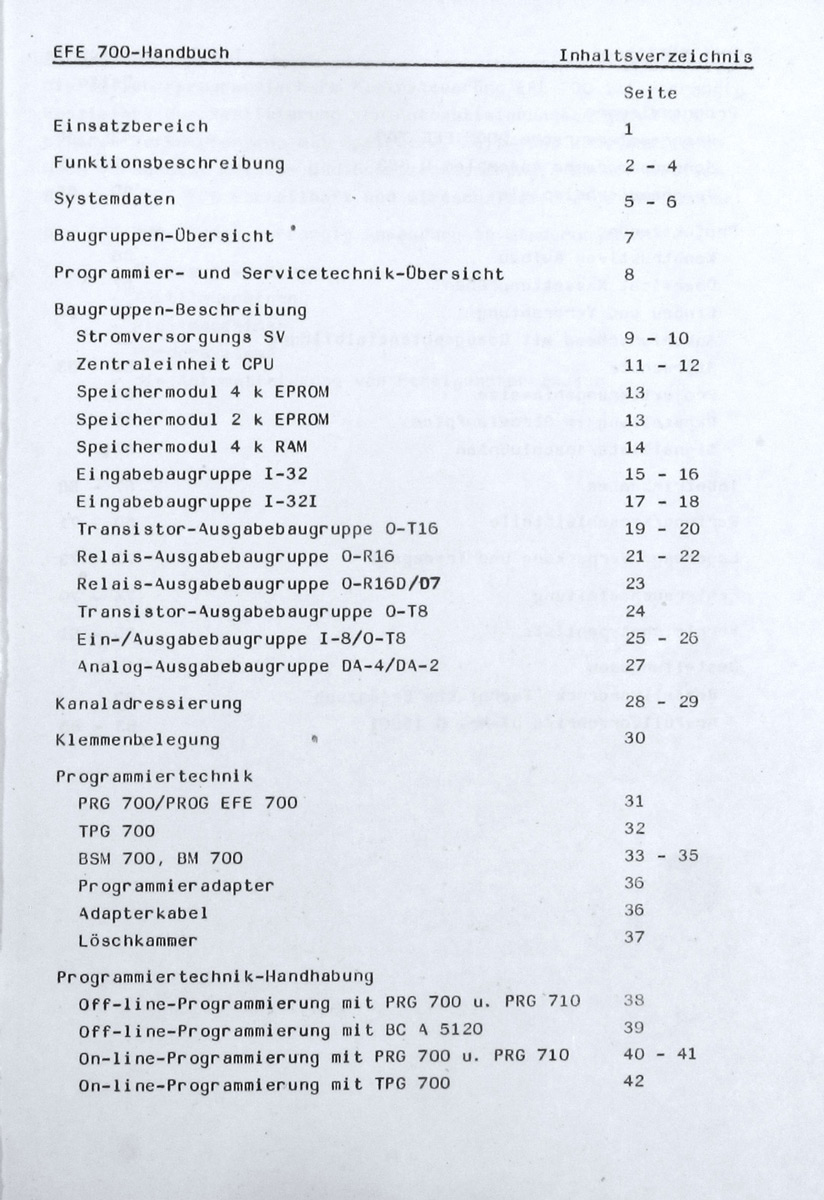 EFE 700-Handbuch Inhaltsverzeichnis
Seite
Einsatzbereich 1
Funktionsbeschreibung 2 - 4
Systemdaten 5 - 6
Baugruppen-Übersicht 7
Programmier- und Servicetechnik-Übersicht 8
Baugruppen-Beschreibung
Stromversorgungs SV 9 - 10
Zentraleinheit CPU 11 - 12
Speichermodul 4 k EPROM 13
Speichermodul 2 k EPROM 13
Speichermodul 4 k RAM 14
Eingabebaugruppe I-32 15 - 16
Eingabebaugruppe I-32I 17 - 18
Transistor-Ausgabebaugruppe O-T16 19 - 20
Relais-Ausgabebaugruppe O-R16 21 - 22
Relais-Ausgabebaugruppe O-R16D/07 23
Transistor-Ausgabebaugruppe O-T8 24
Ein-/Ausgabebaugruppe I-8/O-T8 25 - 26
Analog-Ausgabebaugruppe DA-4/DA-2 27
Kanaladressierung 28 - 29
Klemmenbelegung 30
Programmiertechnik
PRG 700/PROG EFE 700 31
TPG 700 32
BSM 700, BM 700 33 - 35
Programmieradapter 36
Adapterkabel 36
Löschkammer 37
Programmiertechnik-Handhabung
Off-line-Programmierung mit PRG 700 u. PRG 710 38
Off-line-Programmierung mit BC A 5120 39
On-line-Programmierung mit PRG 700 u. PRG 710 40 - 41
On-line-Programmierung mit TPG 700 42